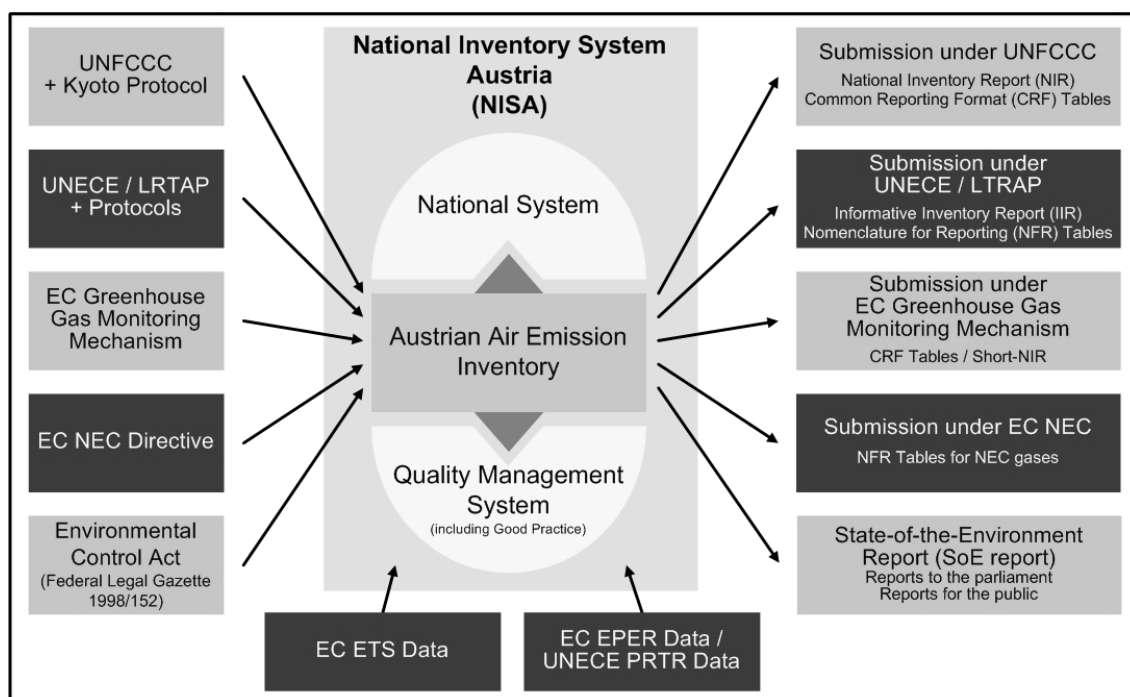 UNFCCC
+ Kyoto Protocol
UNECE / LRTAP
+ Protocols
EC Greenhouse
Gas Monitoring
Mechanism
EC NEC Directive
Environmental
Control Act
(Federal Legal Gazette
1998/152)
National Inventory System
Austria
(NISA)
National System
Austrian Air Emission
Inventory
Quality Management
System
(including Good Practice)
EC ETS Data
EC EPER Data /
UNECE PRTR Data
Submission under UNFCCC
National Inventory Report (NIR)
Common Reporting Format (CRF) Tables
Submission under
UNECE / LTRAP
Informative Inventory Report (IIR)
Nomenclature for Reporting (NFR) Tables
Submission under
EC Greenhouse Gas
Monitoring Mechanism
CRF Tables / Short-NIR
Submission under EC NEC
NFR Tables for NEC gases
State-of-the-Environment
Report (SoE report)
Reports to the parliament
Reports for the public